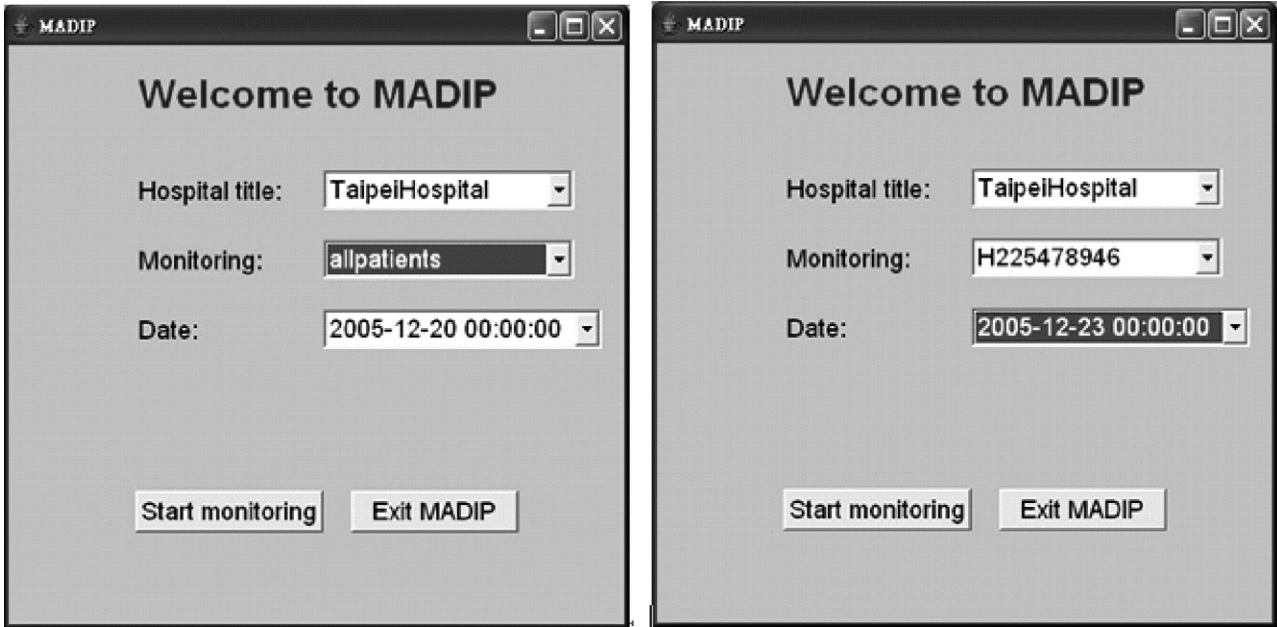 MADIP
Welcome to MADIP
Hospital title: TaipeiHospital
Monitoring: allpatients
Date: 2005-12-20 00:00:00
Start monitoring Exit MADIP
MADIP
Welcome to MADIP
Hospital title: TaipeiHospital
Monitoring: H225478946
Date: 2005-12-23 00:00:00
Start monitoring Exit MADIP